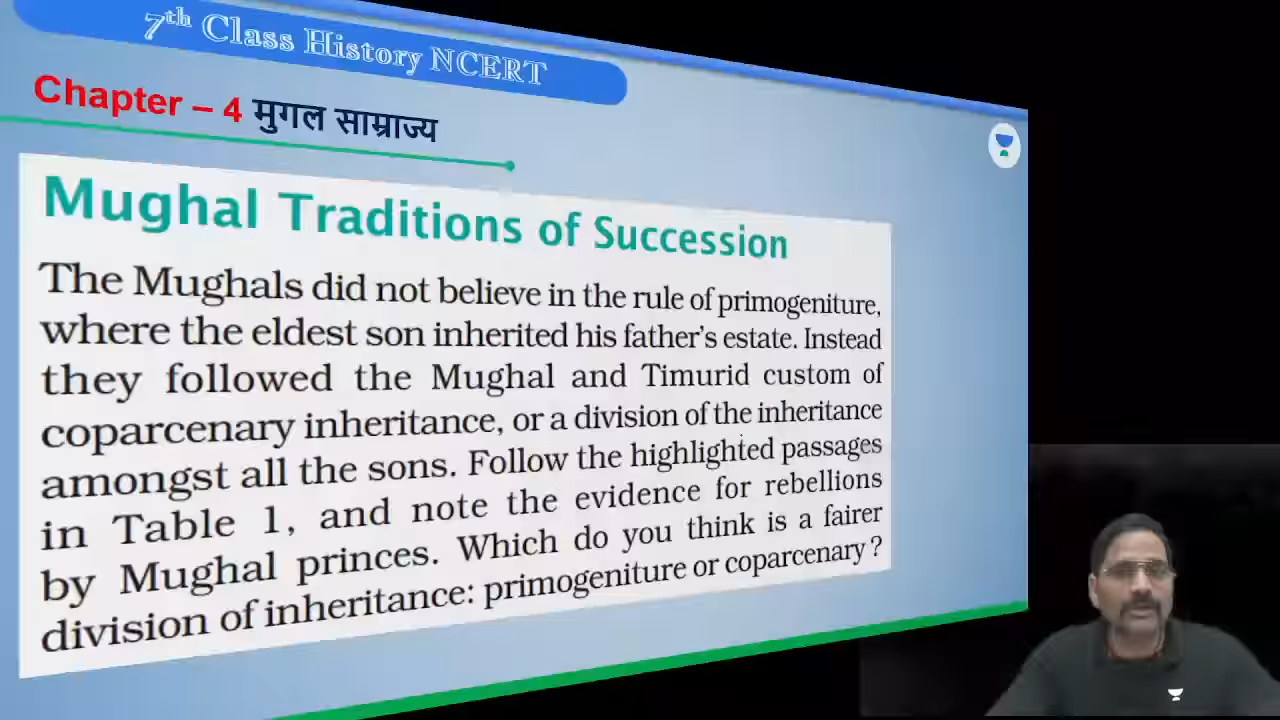 7th Class History NCERT
Chapter – 4 मुगल साम्राज्य
Mughal Traditions of Succession
The Mughals did not believe in the rule of primogeniture,
where the eldest son inherited his father's estate. Instead
they followed the Mughal and Timurid custom of
coparcenary inheritance, or a division of the inheritance
amongst all the sons. Follow the highlighted passages
in Table 1, and note the evidence for rebellions
by Mughal princes. Which do you think is a fairer
division of inheritance: primogeniture or coparcenary?